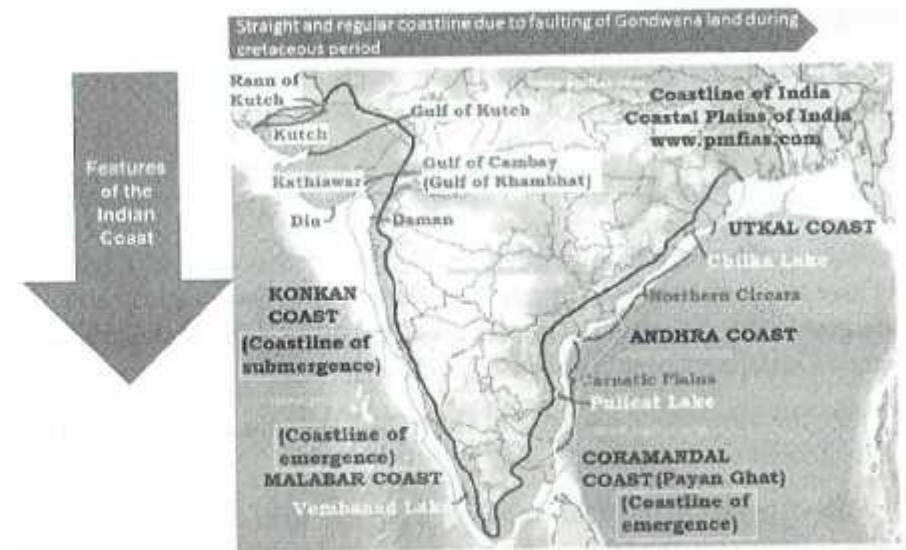 Straight and regular coastline due to faulting of Gondwana land during
cretaceous period
Features
of the
Indian
Coast
Rann of
Kutch
Kutch
Gulf of Kutch
Coastline of India
Coastal Plains of India
www.pmfias.com
Kathiawar
Gulf of Cambay
(Gulf of Khambhat)
Diu
Daman
UTKAL COAST
Chilka Lake
KONKAN
COAST
(Coastline of
submergence)
Northern Circars
ANDHRA COAST
Carnatic Plains
Pulicat Lake
(Coastline of
emergence)
MALABAR COAST
Vembanad Lake
CORAMANDAL
COAST (Payan Ghat)
(Coastline of
emergence)